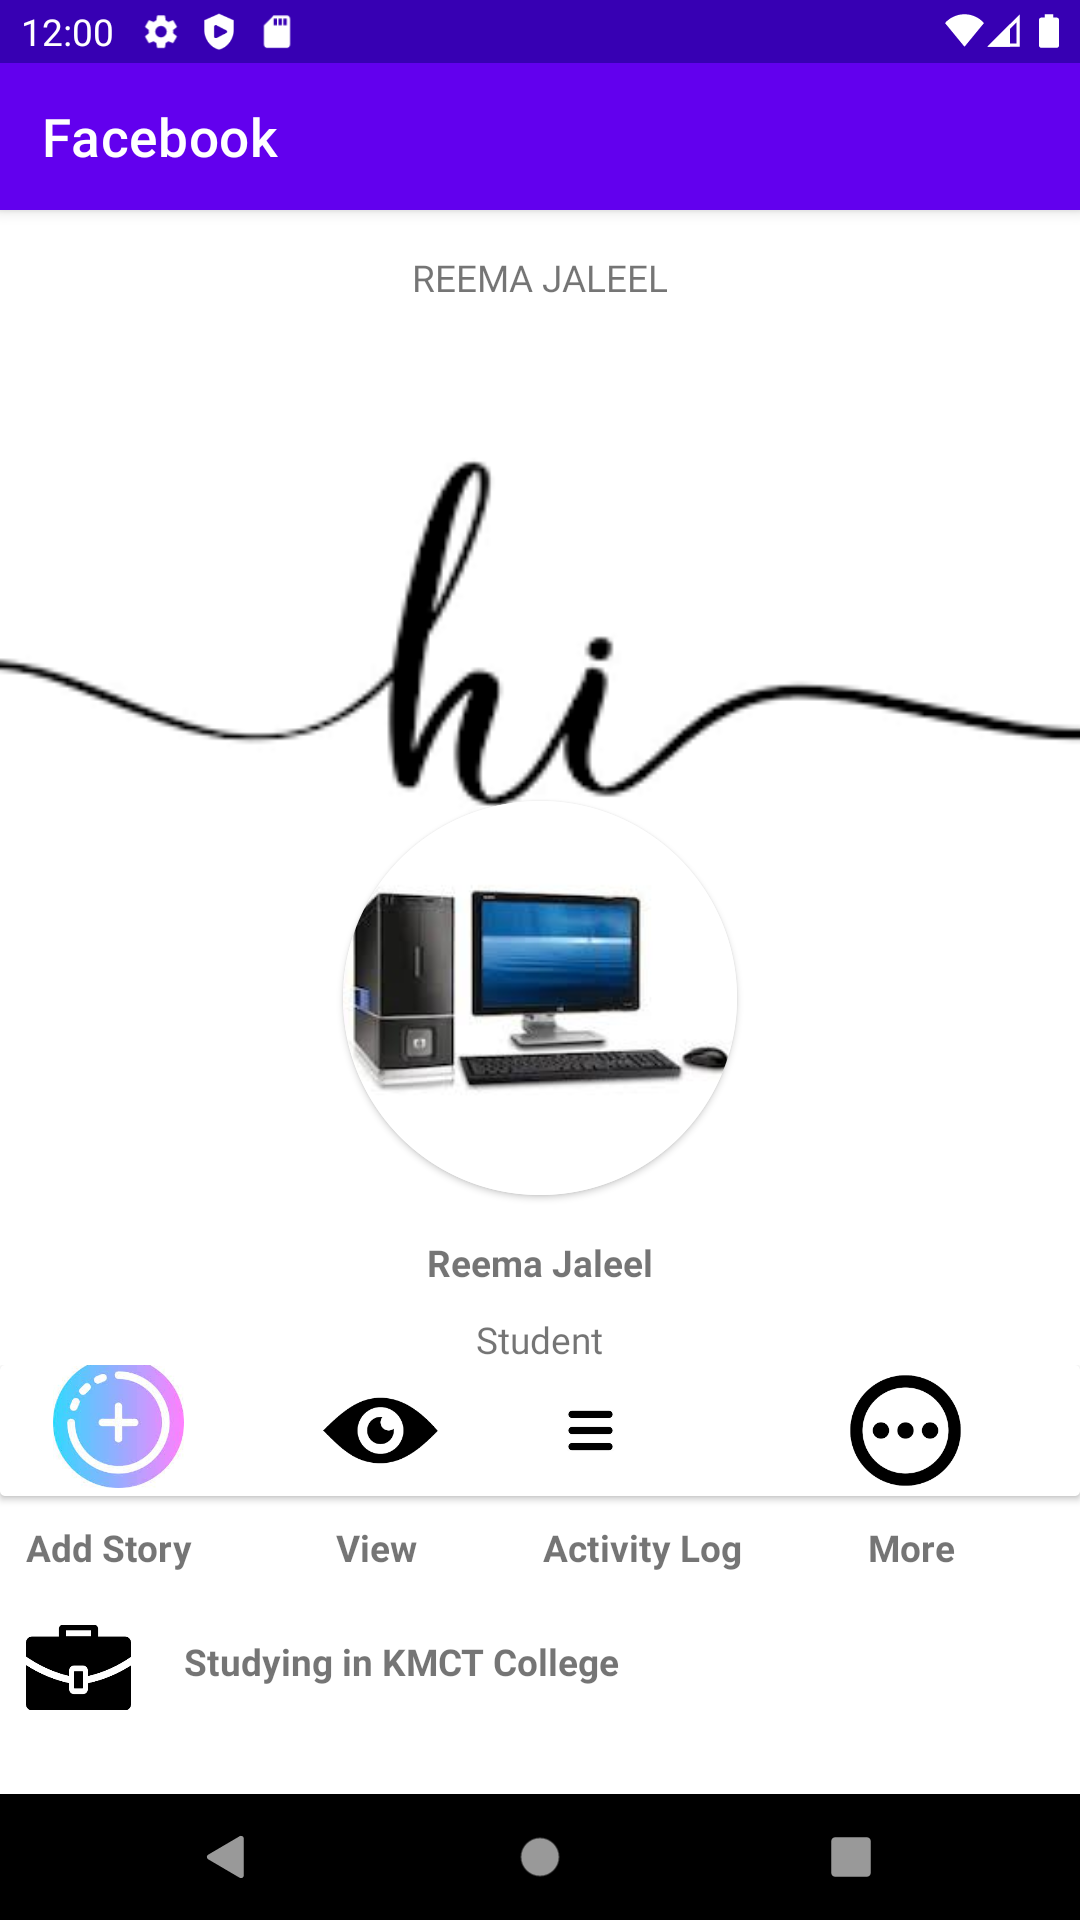 12:00
Facebook
REEMA JALEEL
hi
Reema Jaleel
Student
Add Story View Activity Log More
Studying in KMCT College